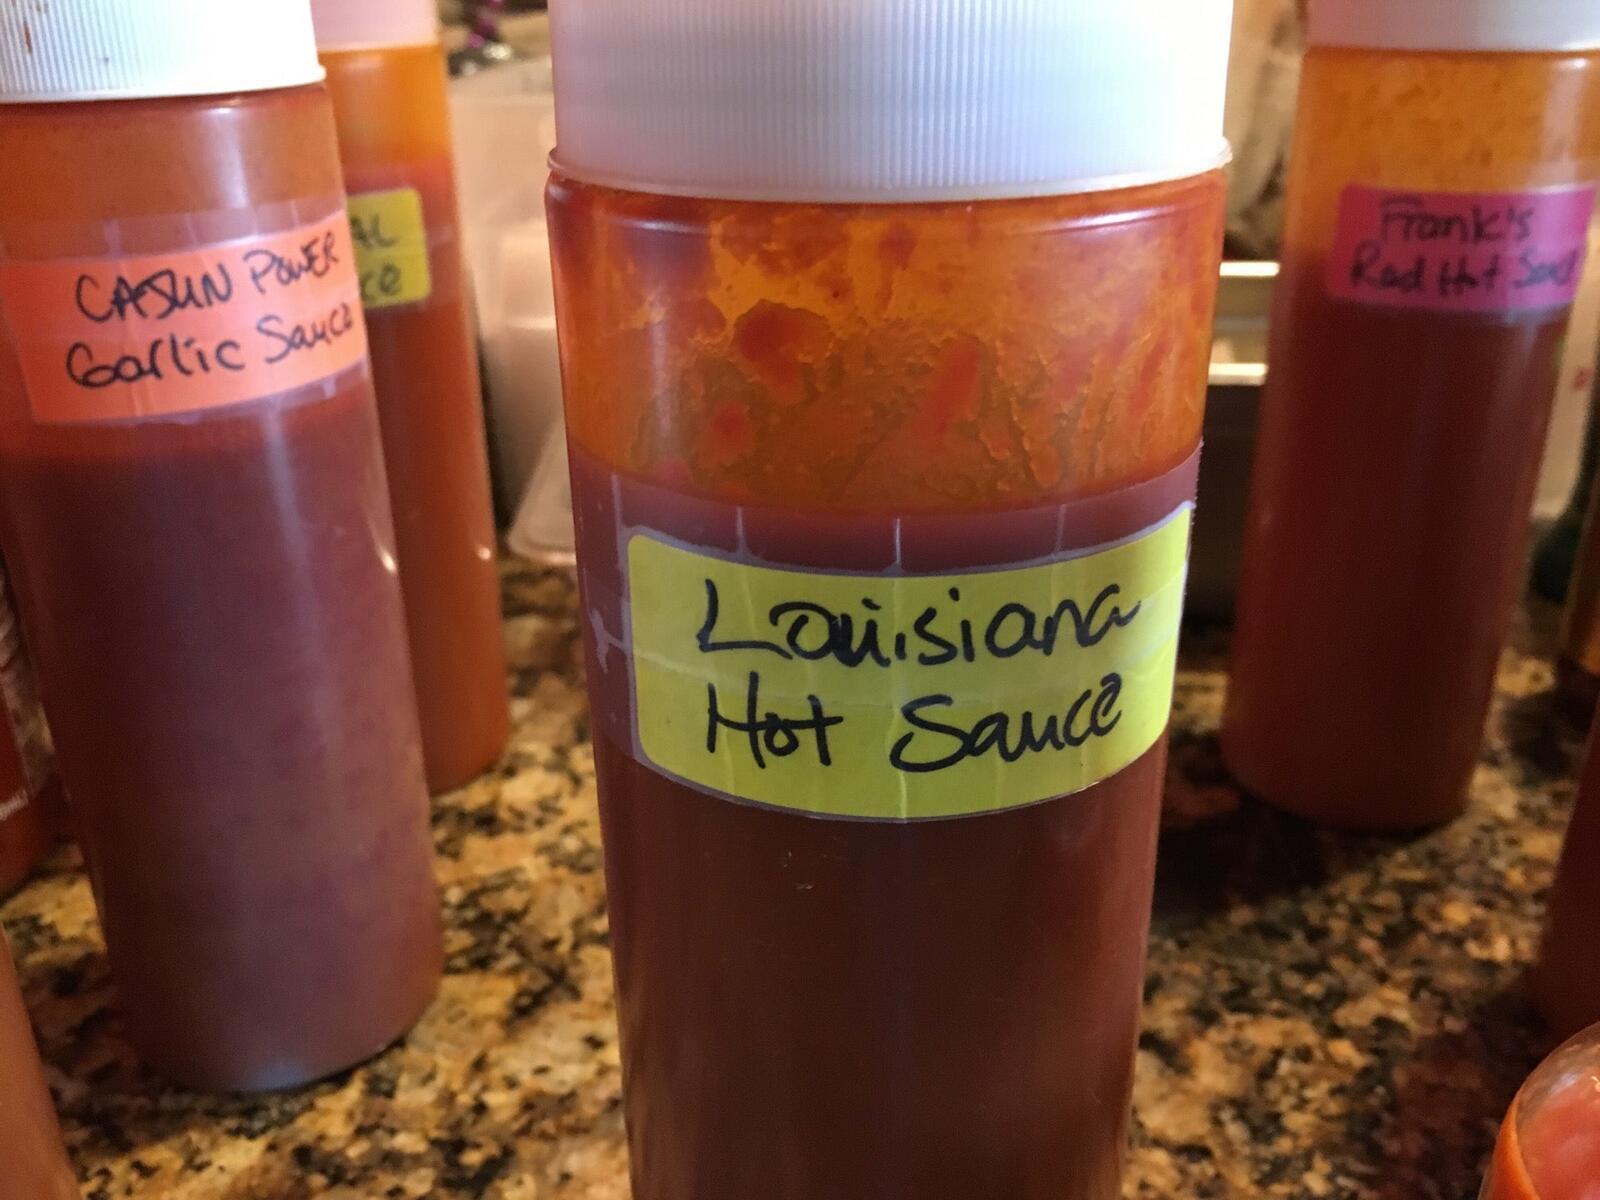 CAJUN POWER
Garlic Sauce
Louisiana
Hot Sauce
Frank's
Red Hot Sauce